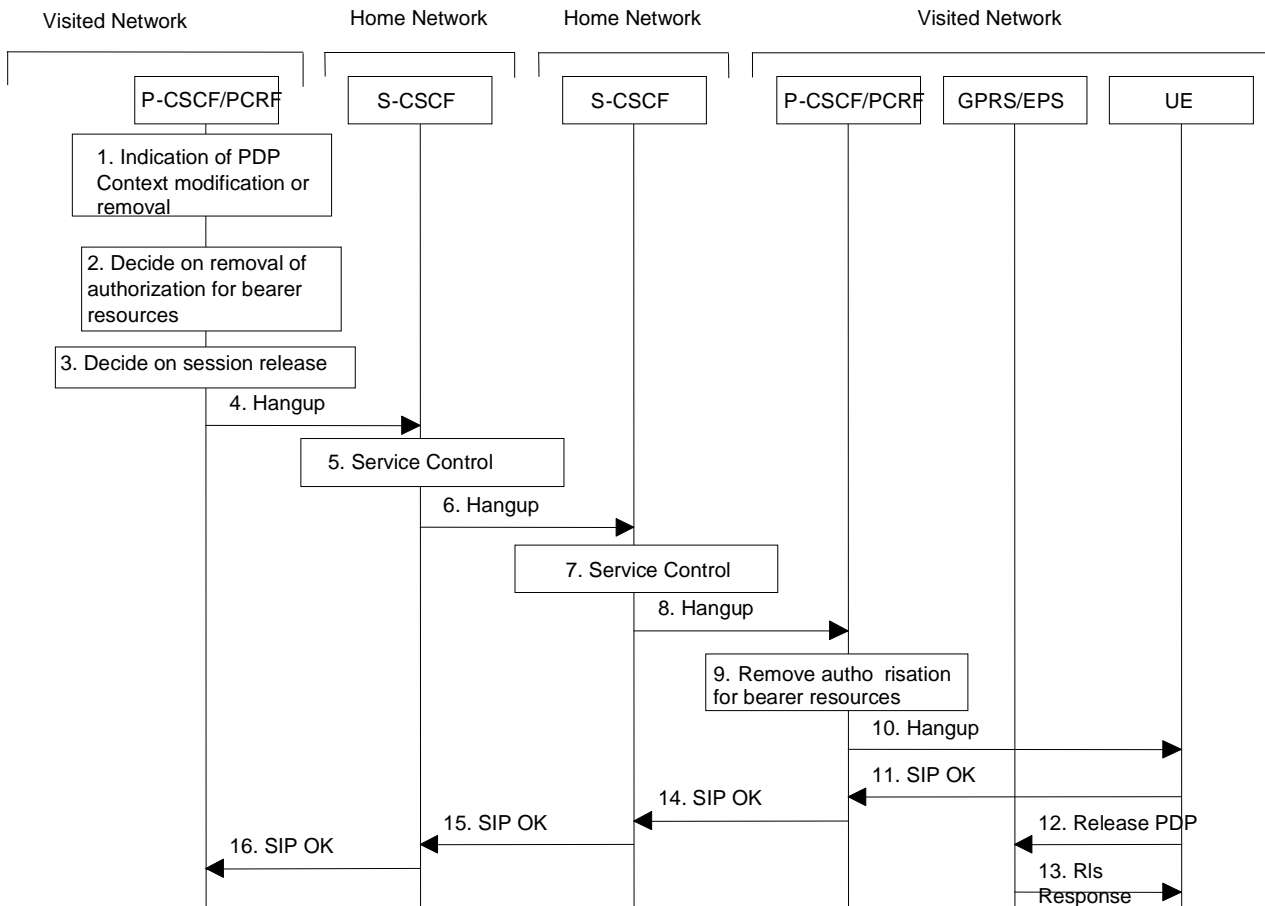 Visited Network
Home Network
Home Network
Visited Network
P-CSCF/PCRF
S-CSCF
S-CSCF
P-CSCF/PCRF
GPRS/EPS
UE
1. Indication of PDP
Context modification or
removal
2. Decide on removal of
authorization for bearer
resources
3. Decide on session release
4. Hangup
5. Service Control
6. Hangup
7. Service Control
8. Hangup
9. Remove autho risation
for bearer resources
10. Hangup
11. SIP OK
14. SIP OK
15. SIP OK
12. Release PDP
16. SIP OK
13. Rls
Response